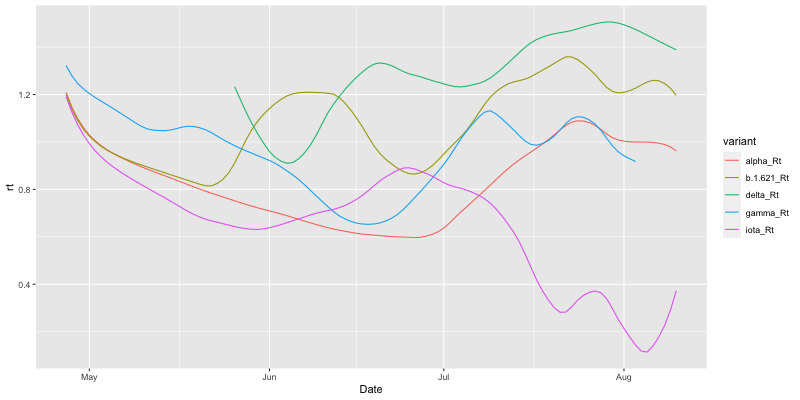 rt
1.2
0.8
0.4
May
Jun
Jul
Aug
Date
variant
alpha_Rt
b.1.621_Rt
delta_Rt
gamma_Rt
iota_Rt